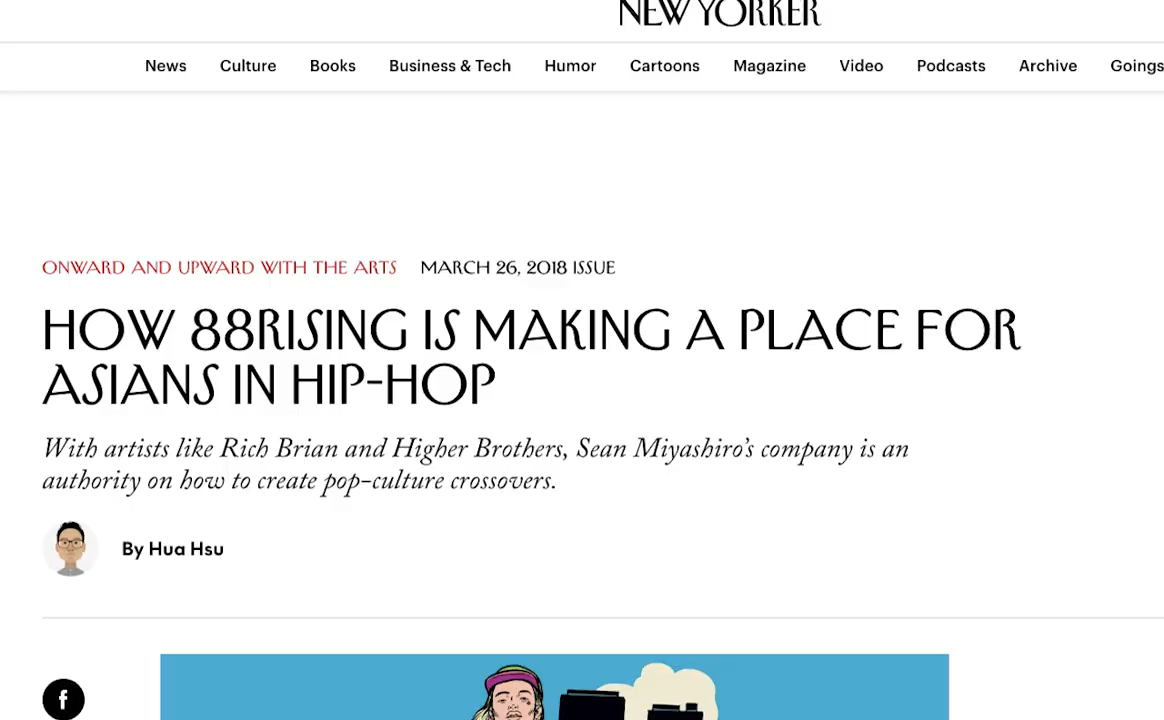 NEW YORKER
News Culture Books Business & Tech Humor Cartoons Magazine Video Podcasts Archive Goings
ONWARD AND UPWARD WITH THE ARTS MARCH 26, 2018 ISSUE
HOW 88RISING IS MAKING A PLACE FOR
ASIANS IN HIP-HOP
With artists like Rich Brian and Higher Brothers, Sean Miyashiro's company is an
authority on how to create pop-culture crossovers.
By Hua Hsu